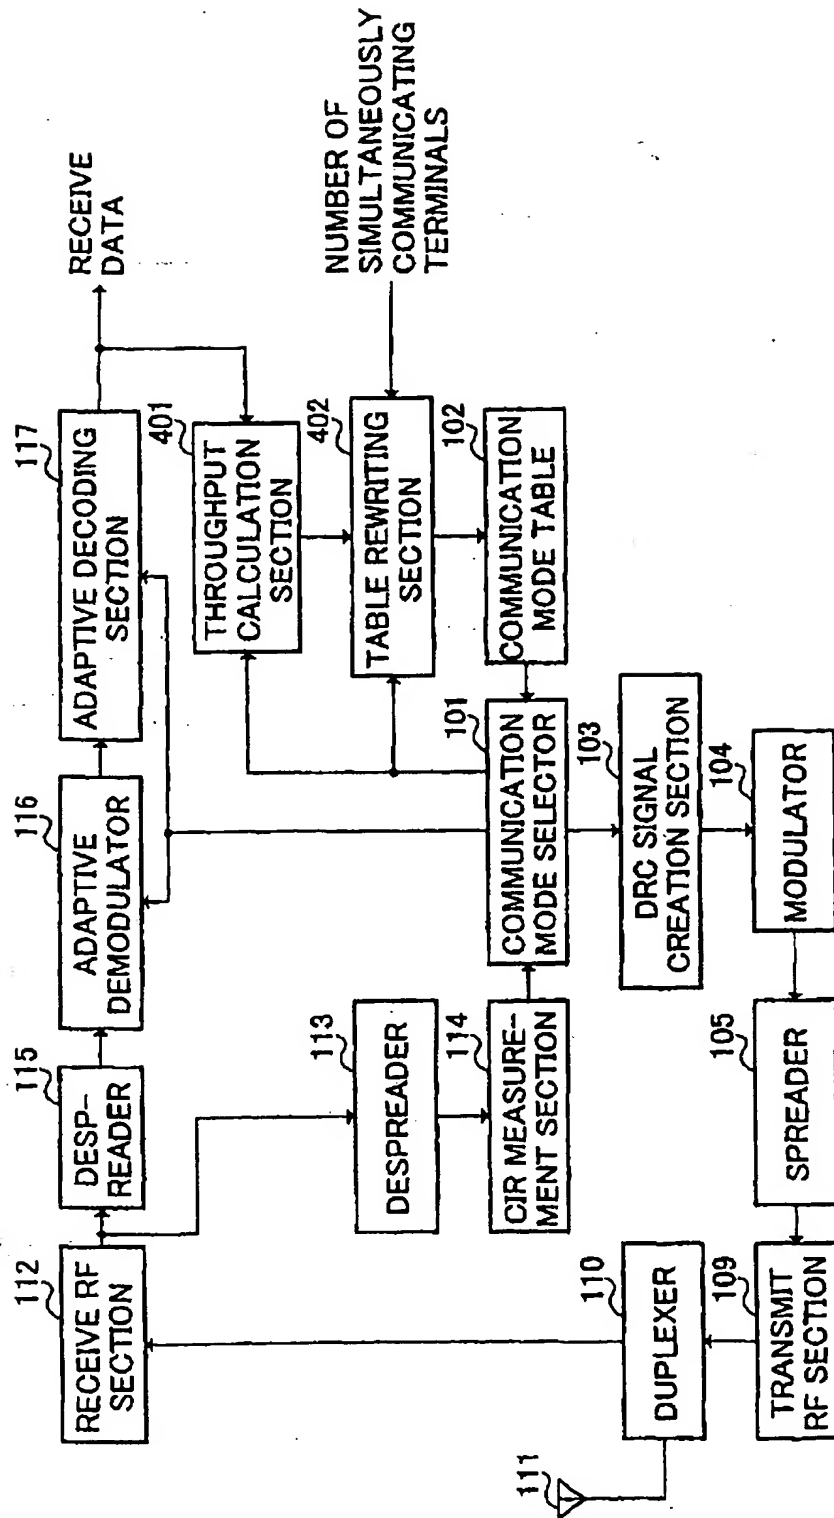 112
RECEIVE RF
SECTION
115
DESP-
READER
116
ADAPTIVE
DEMODULATOR
117
ADAPTIVE DECODING
SECTION
RECEIVE
DATA
401
THROUGHPUT
CALCULATION
SECTION
113
DESPREADER
402
TABLE REWRITING
SECTION
NUMBER OF
SIMULTANEOUSLY
COMMUNICATING
TERMINALS
114
CIR MEASURE-
MENT SECTION
101
COMMUNICATION
MODE SELECTOR
102
COMMUNICATION
MODE TABLE
111
110
DUPLEXER
103
DRC SIGNAL
CREATION SECTION
109
TRANSMIT
RF SECTION
105
SPREADER
104
MODULATOR